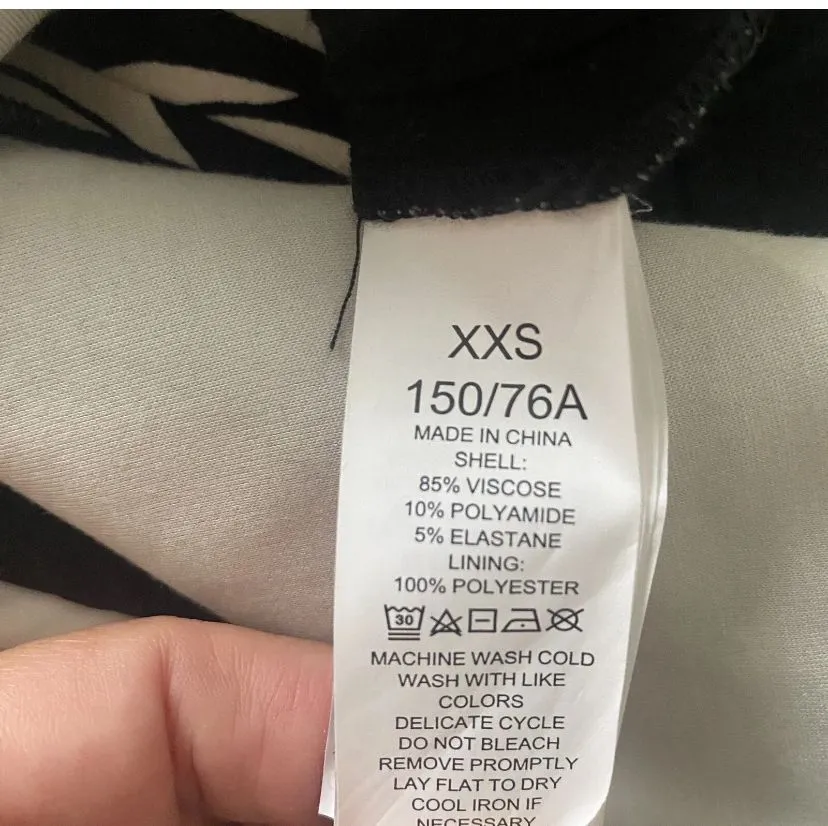 XXS
150/76A
MADE IN CHINA
SHELL:
85% VISCOSE
10% POLYAMIDE
5% ELASTANE
LINING:
100% POLYESTER
30
MACHINE WASH COLD
WASH WITH LIKE
COLORS
DELICATE CYCLE
DO NOT BLEACH
REMOVE PROMPTLY
LAY FLAT TO DRY
COOL IRON IF
NECESSARY